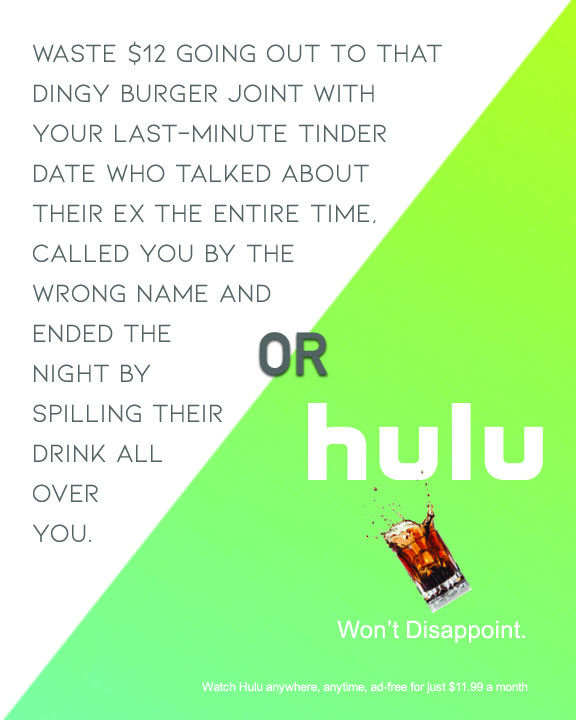 WASTE $12 GOING OUT TO THAT
DINGY BURGER JOINT WITH
YOUR LAST-MINUTE TINDER
DATE WHO TALKED ABOUT
THEIR EX THE ENTIRE TIME,
CALLED YOU BY THE
WRONG NAME AND
ENDED THE
NIGHT BY
SPILLING THEIR
DRINK ALL
OVER
YOU.
OR
hulu
Won't Disappoint.
Watch Hulu anywhere, anytime, ad-free for just $11.99 a month